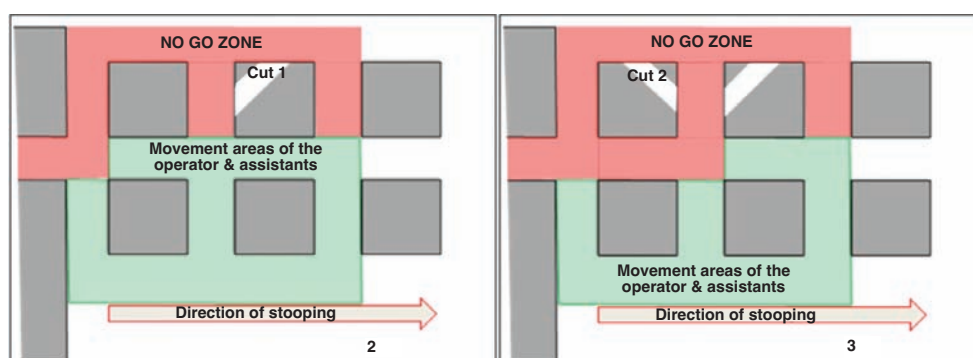 NO GO ZONE
Cut 1
Movement areas of the
operator & assistants
Direction of stooping
2
NO GO ZONE
Cut 2
Movement areas of the
operator & assistants
Direction of stooping
3